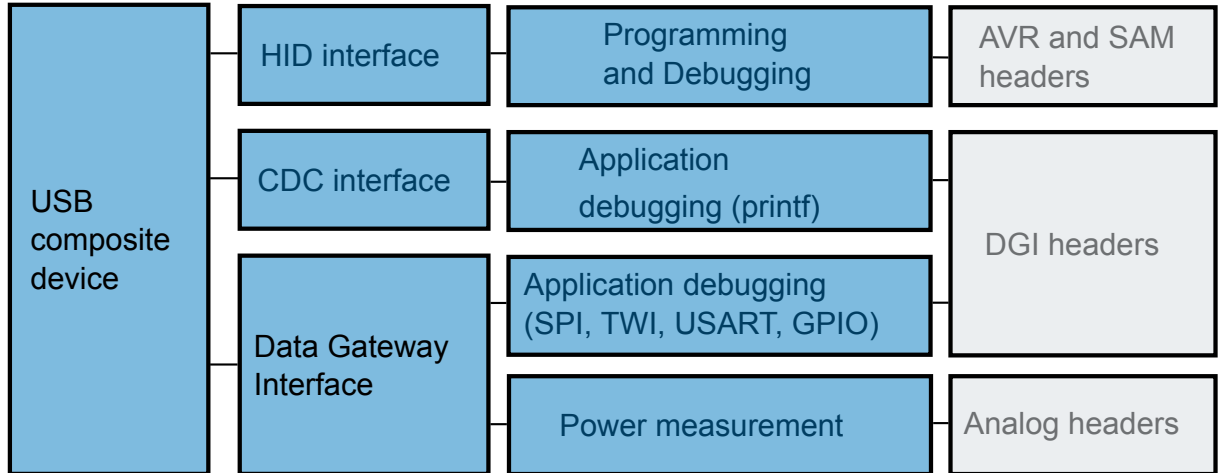 USB
composite
device
HID interface
Programming
and Debugging
AVR and SAM
headers
CDC interface
Application
debugging (printf)
DGI headers
Data Gateway
Interface
Application debugging
(SPI, TWI, USART, GPIO)
Power measurement
Analog headers